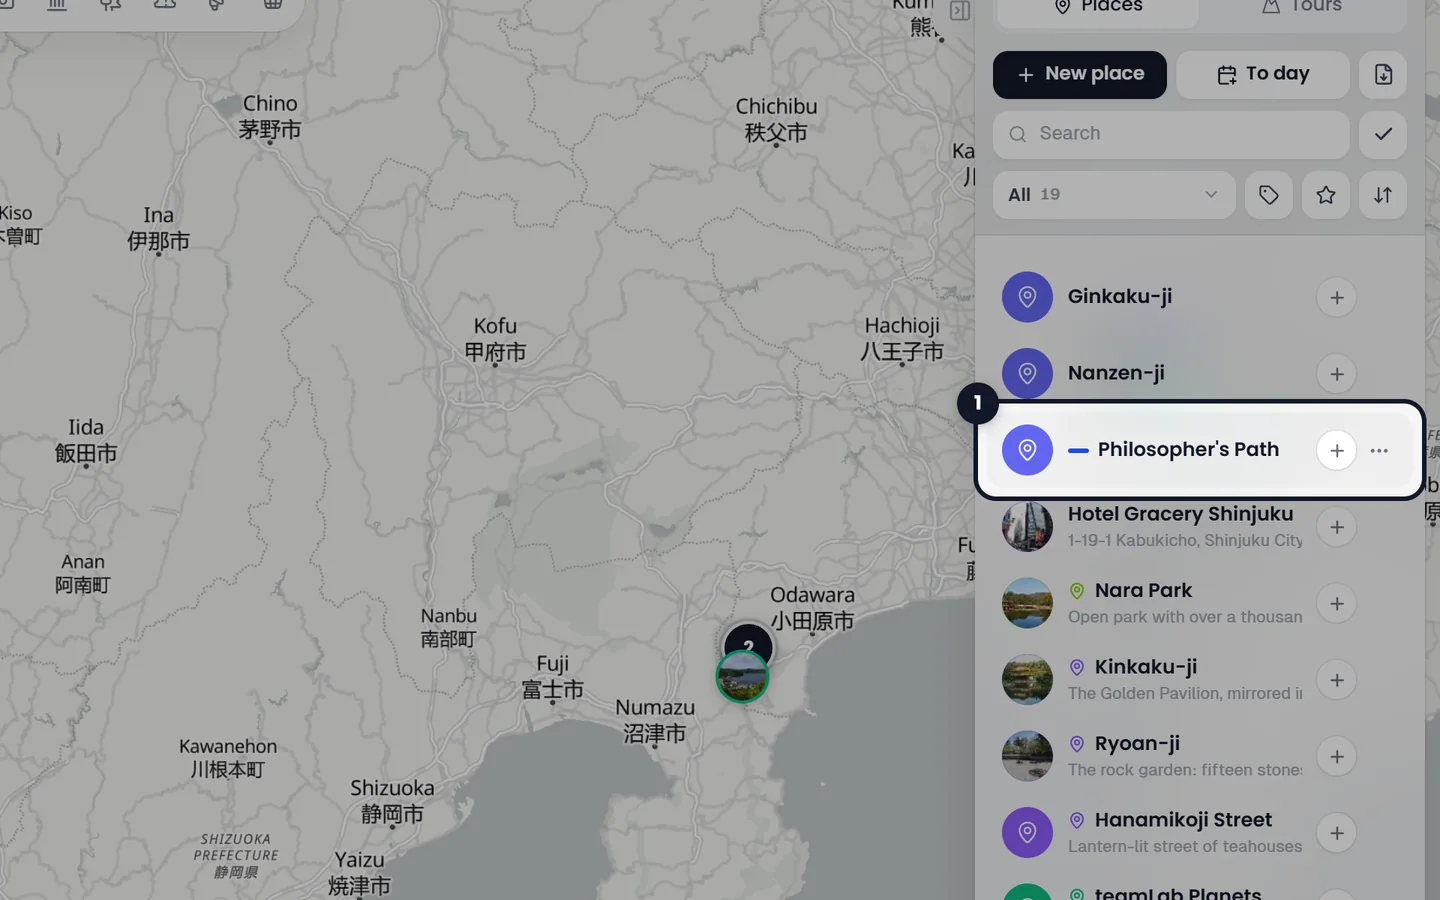 Places
Tours
New place
To day
Search
All 19
Ginkaku-ji
Nanzen-ji
1
Philosopher's Path
Hotel Gracery Shinjuku
1-19-1 Kabukicho, Shinjuku City
Nara Park
Open park with over a thousan
Kinkaku-ji
The Golden Pavilion, mirrored i
Ryoan-ji
The rock garden: fifteen stone
Hanamikoji Street
Lantern-lit street of teahouses
teamLab Planets
Chino
茅野市
Chichibu
秩父市
Kiso
木曽町
Ina
伊那市
Kofu
甲府市
Hachioji
八王子市
Iida
飯田市
Anan
阿南町
Nanbu
南部町
Odawara
小田原市
2
Fuji
富士市
Numazu
沼津市
Kawanehon
川根本町
Shizuoka
静岡市
SHIZUOKA
PREFECTURE
静岡県
Yaizu
焼津市